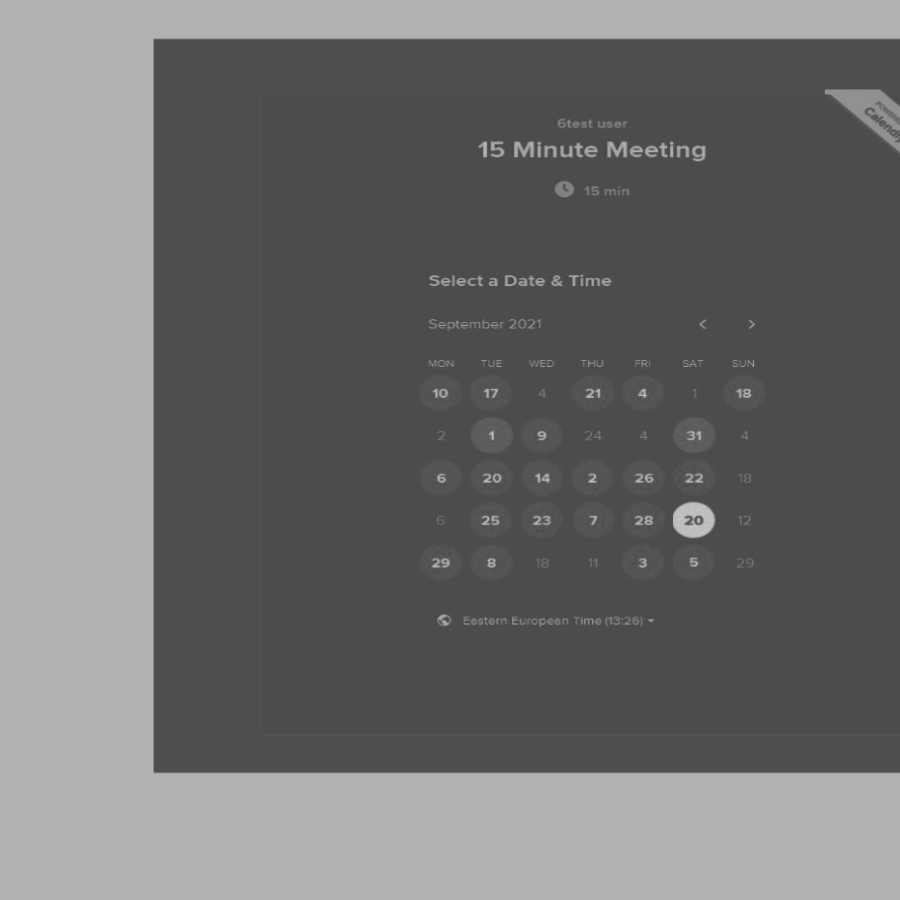 6test user
15 Minute Meeting
15 min
POWERED
Calendly
Select a Date & Time
September 2021
MON TUE WED THU FRI SAT SUN
10 17 4 21 4 1 18
2 1 9 24 4 31 4
6 20 14 2 26 22 18
6 25 23 7 28 20 12
29 8 18 11 3 5 29
Eestern Europeen Time (13:26)